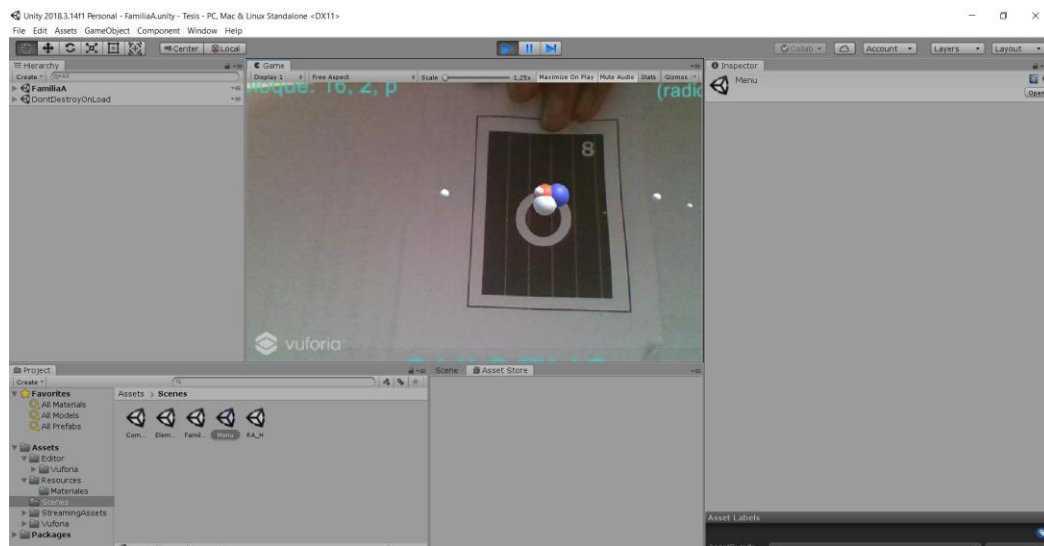 Unity 2018.3.14f1 Personal - FamiliaA.unity - Tesis - PC, Mac & Linux Standalone <DX11>
File Edit Assets GameObject Component Window Help
Center Local Collab Account Layers Layout
Hierarchy
Create All
FamiliaA
DontDestroyOnLoad
Game
Display 1 Free Aspect Scale 1.25x Maximize On Play Mute Audio Stats Gizmos
16, 2, p
8
vuforia
Inspector
Menu
Open
Project
Create
Favorites
All Materials
All Models
All Prefabs
Assets
Editor
Vuforia
Resources
Materiales
Scenes
StreamingAssets
Vuforia
Packages
Assets > Scenes
Com... Elem... Famil... Menu RA_H
Scene Asset Store
Asset Labels